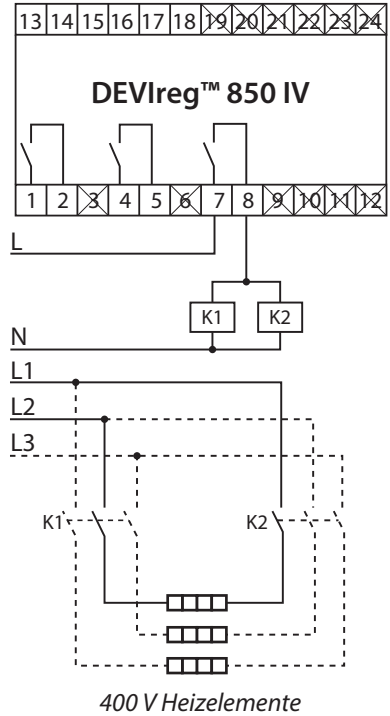 13 14 15 16 17 18 19 20 21 22 23 24
DEVIreg™ 850 IV
1 2 3 4 5 6 7 8 9 10 11 12
L
K1 K2
N
L1
L2
L3
K1 K2
400 V Heizelemente